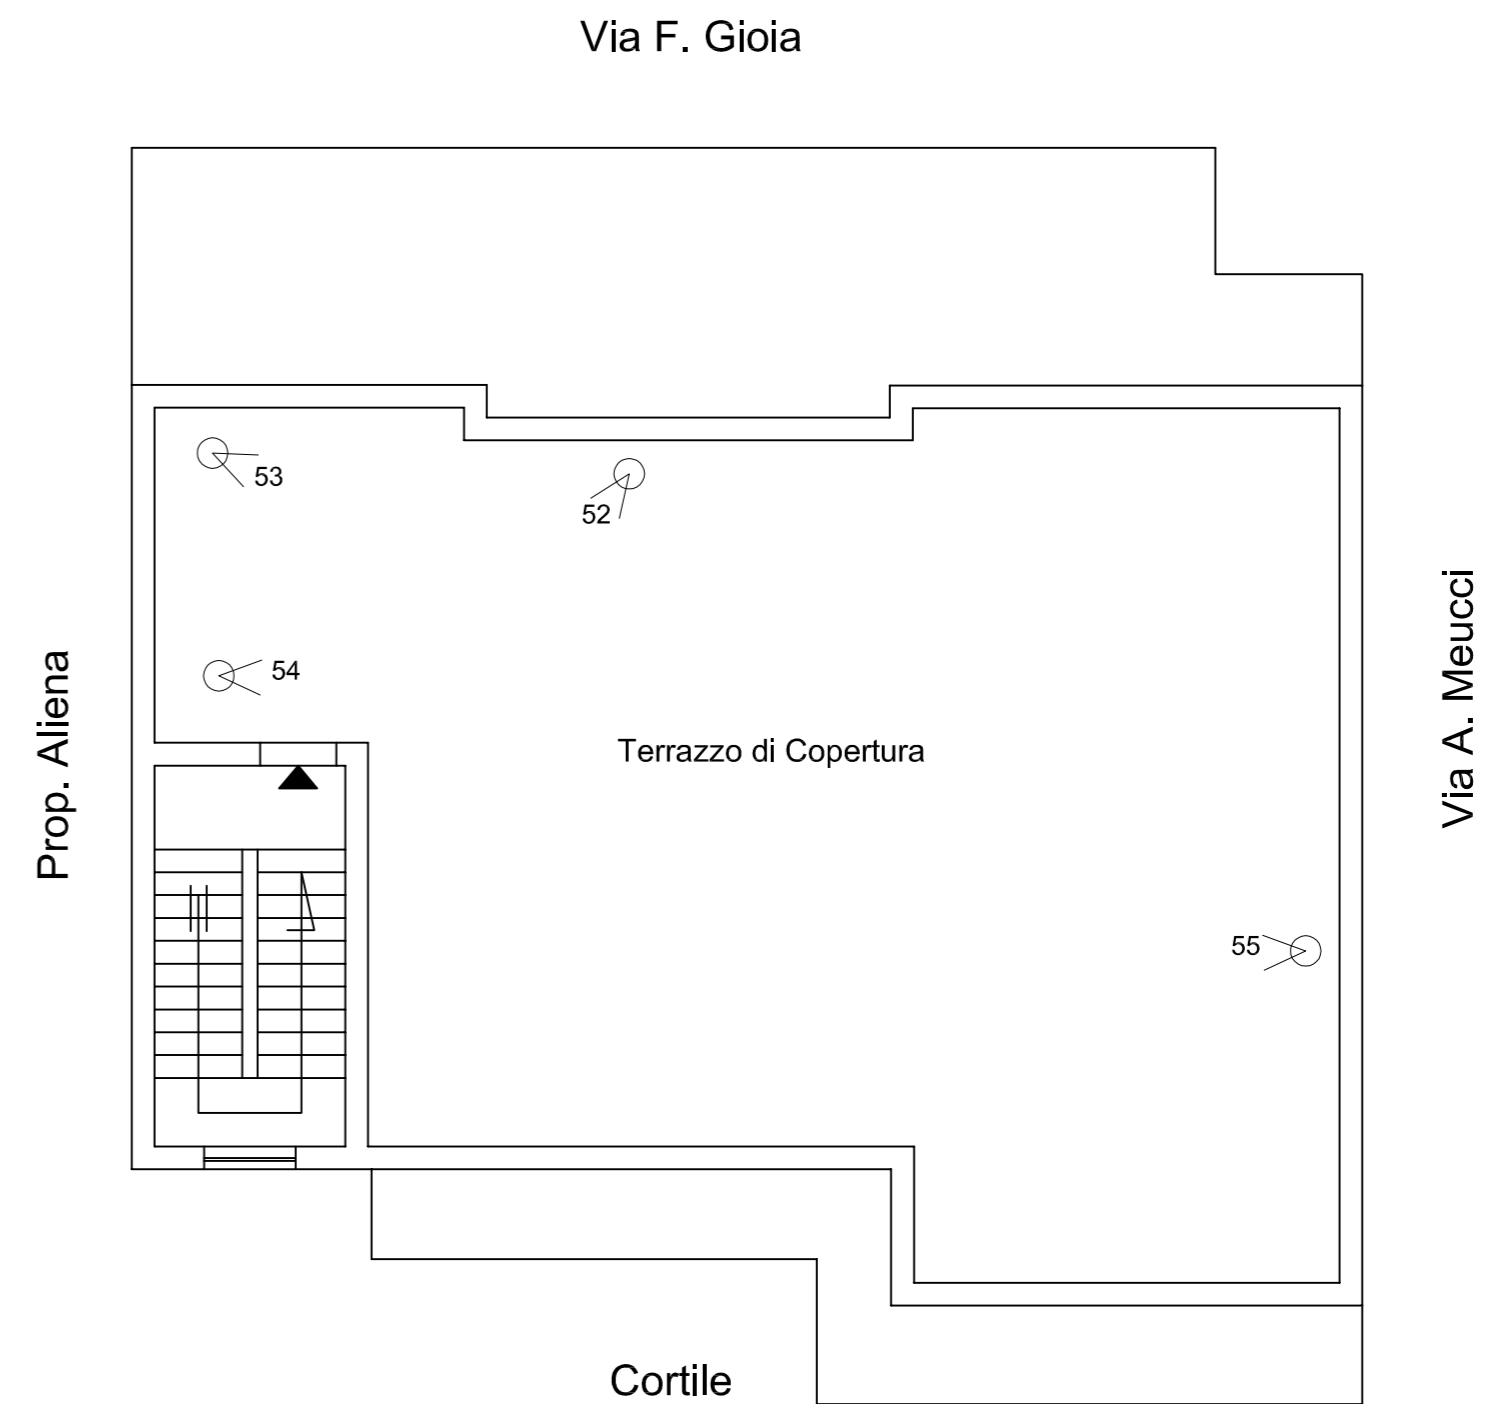 Via F. Gioia
53
52
54
Prop. Aliena
Terrazzo di Copertura
Via A. Meucci
55
Cortile